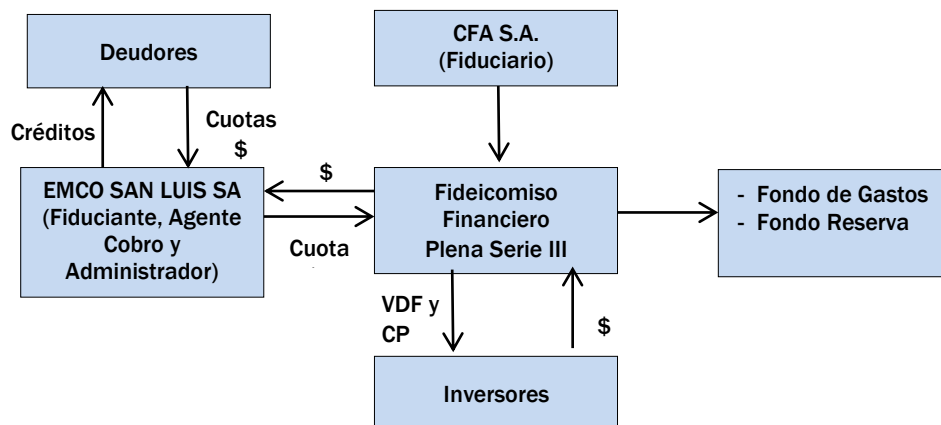 Deudores
CFA S.A.
(Fiduciario)
Créditos
Cuotas
$
EMCO SAN LUIS SA
(Fiduciante, Agente
Cobro y
Administrador)
$
Cuota
Fideicomiso
Financiero
Plena Serie III
- Fondo de Gastos
- Fondo Reserva
VDF y
CP
$
Inversores